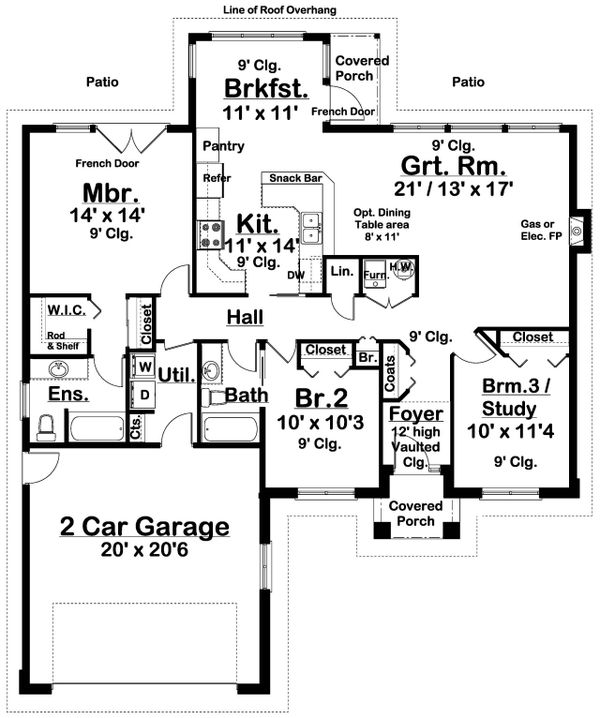 Line of Roof Overhang
Patio
9' Clg.
Brkfst.
11' x 11'
Covered
Porch
French Door
Patio
French Door
Mbr.
14' x 14'
9' Clg.
Pantry
Refer
Snack Bar
Kit.
11' x 14'
9' Clg.
DW
9' Clg.
Grt. Rm.
21' / 13' x 17'
Opt. Dining
Table area
8' x 11'
Gas or
Elec. FP
Lin.
Furn.
H.W.
W.I.C.
Rod
& Shelf
Closet
Hall
9' Clg.
Closet
Closet
Br.
Coats
Ens.
W
D
Util.
Cts.
Bath
Br.2
10' x 10'3
9' Clg.
Foyer
12' high
Vaulted
Clg.
Brm.3 /
Study
10' x 11'4
9' Clg.
Covered
Porch
2 Car Garage
20' x 20'6